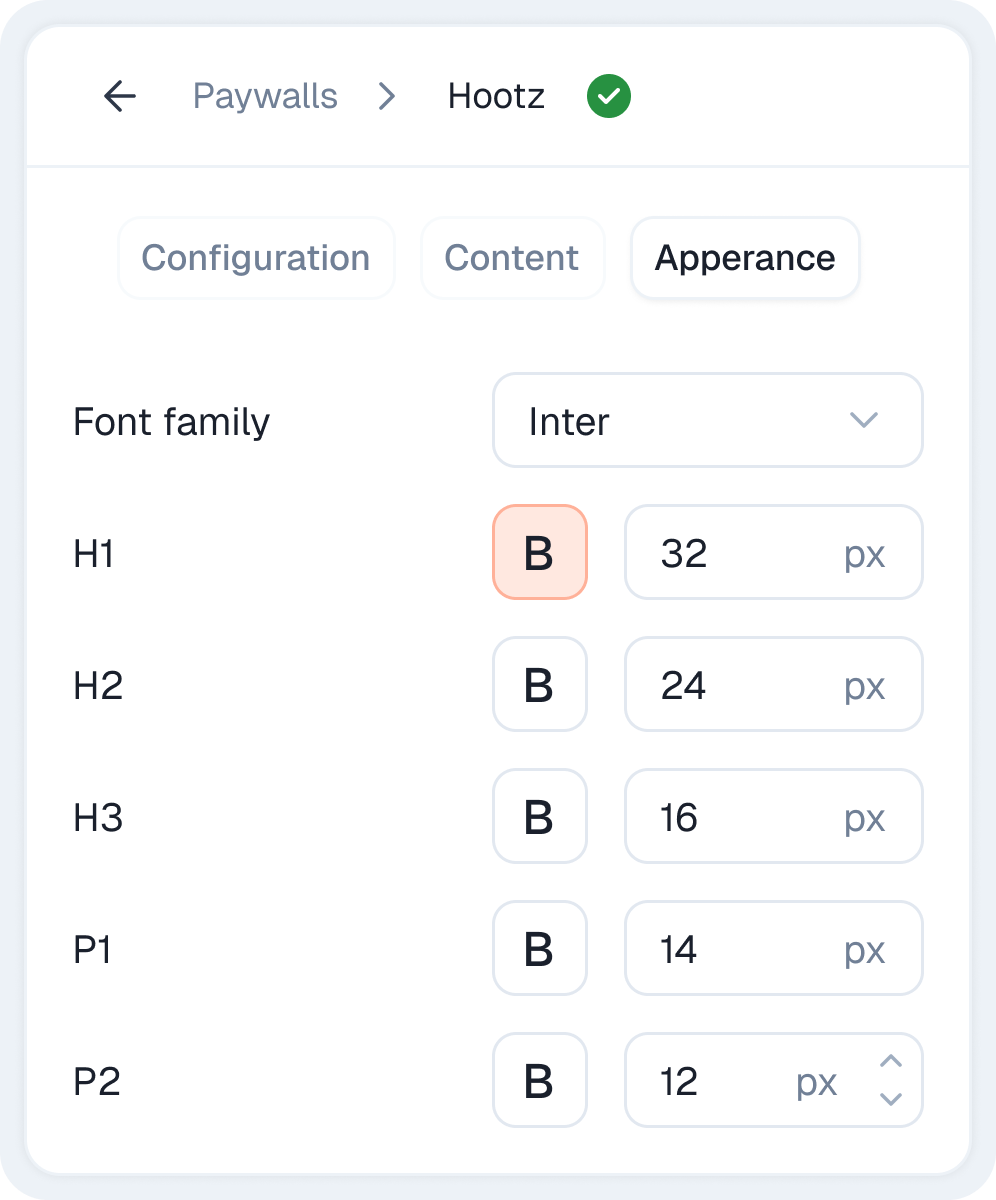 Paywalls Hootz
Configuration Content Apperance
Font family Inter
H1 B 32 px
H2 B 24 px
H3 B 16 px
P1 B 14 px
P2 B 12 px